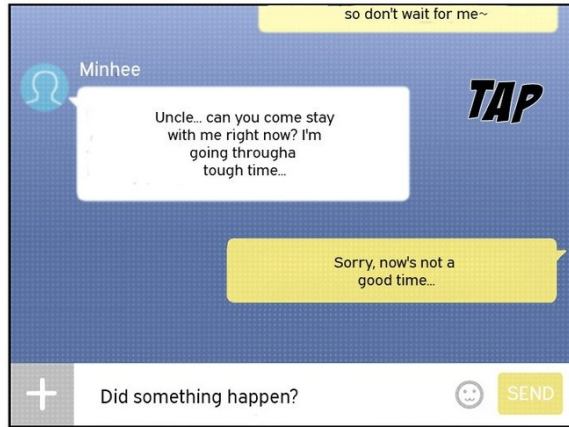 so don't wait for me~
Minhee
TAP
Uncle... can you come stay
with me right now? I'm
going througha
tough time...
Sorry, now's not a
good time...
Did something happen?
SEND